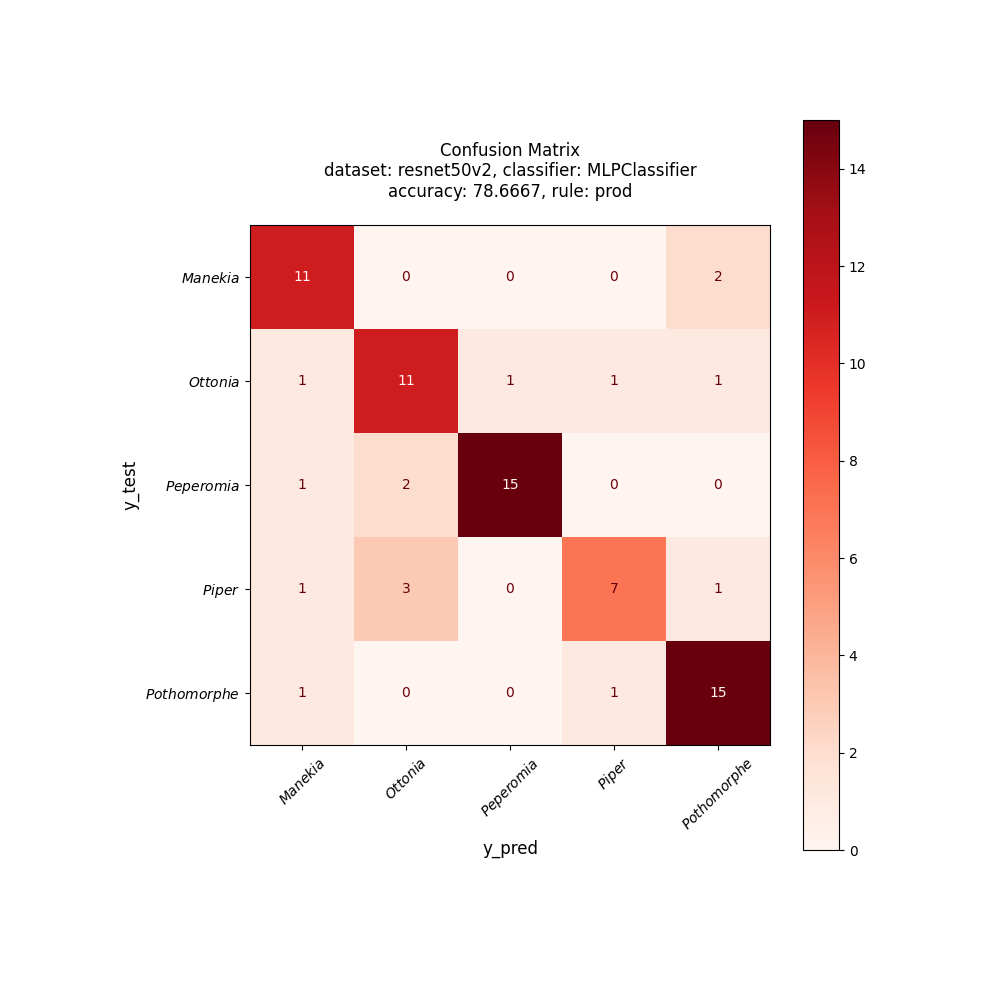 Confusion Matrix
dataset: resnet50v2, classifier: MLPClassifier
accuracy: 78.6667, rule: prod
Manekia 11 0 0 0 2
Ottonia 1 11 1 1 1
Peperomia 1 2 15 0 0
Piper 1 3 0 7 1
Pothomorphe 1 0 0 1 15
Manekia Ottonia Peperomia Piper Pothomorphe
y_pred
y_test
14
12
10
8
6
4
2
0